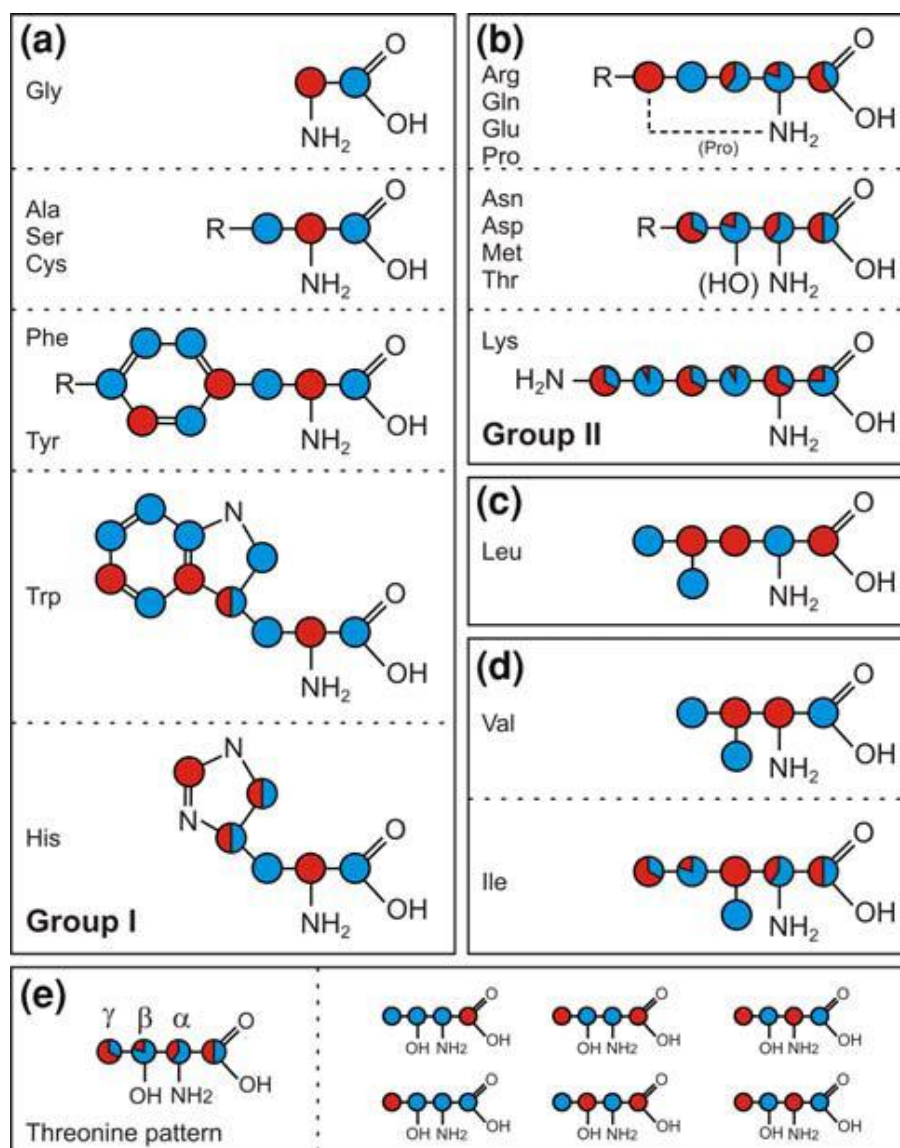 (a)
Gly
O
OH
NH2
Ala
Ser
Cys
R
O
OH
NH2
Phe
R
Tyr
O
OH
NH2
Trp
N
O
OH
NH2
His
N
N
O
OH
NH2
Group I
(b)
Arg
Gln
Glu
Pro
R
O
OH
NH2
(Pro)
Asn
Asp
Met
Thr
R
O
OH
(HO)
NH2
Lys
H2N
O
OH
NH2
Group II
(c)
Leu
O
OH
NH2
(d)
Val
O
OH
NH2
Ile
O
OH
NH2
(e)
γ β α
O
OH
OH NH2
Threonine pattern
O O O
OH OH OH
OH NH2 OH NH2 OH NH2
O O O
OH OH OH
OH NH2 OH NH2 OH NH2